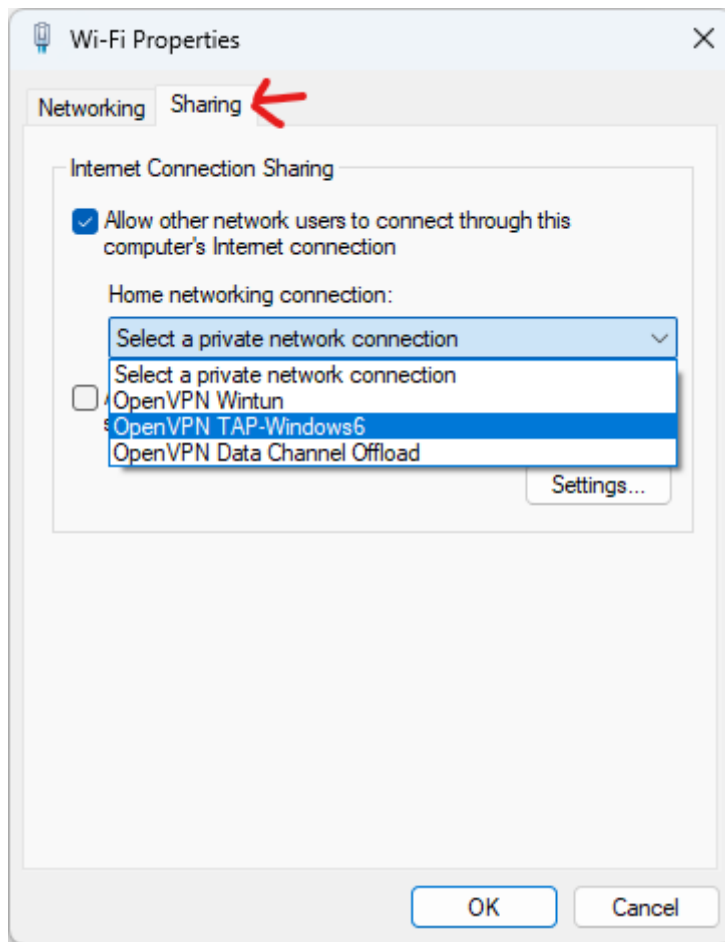 Wi-Fi Properties
Networking
Sharing
Internet Connection Sharing
Allow other network users to connect through this
computer's Internet connection
Home networking connection:
Select a private network connection
Select a private network connection
OpenVPN Wintun
OpenVPN TAP-Windows6
OpenVPN Data Channel Offload
Settings...
OK
Cancel